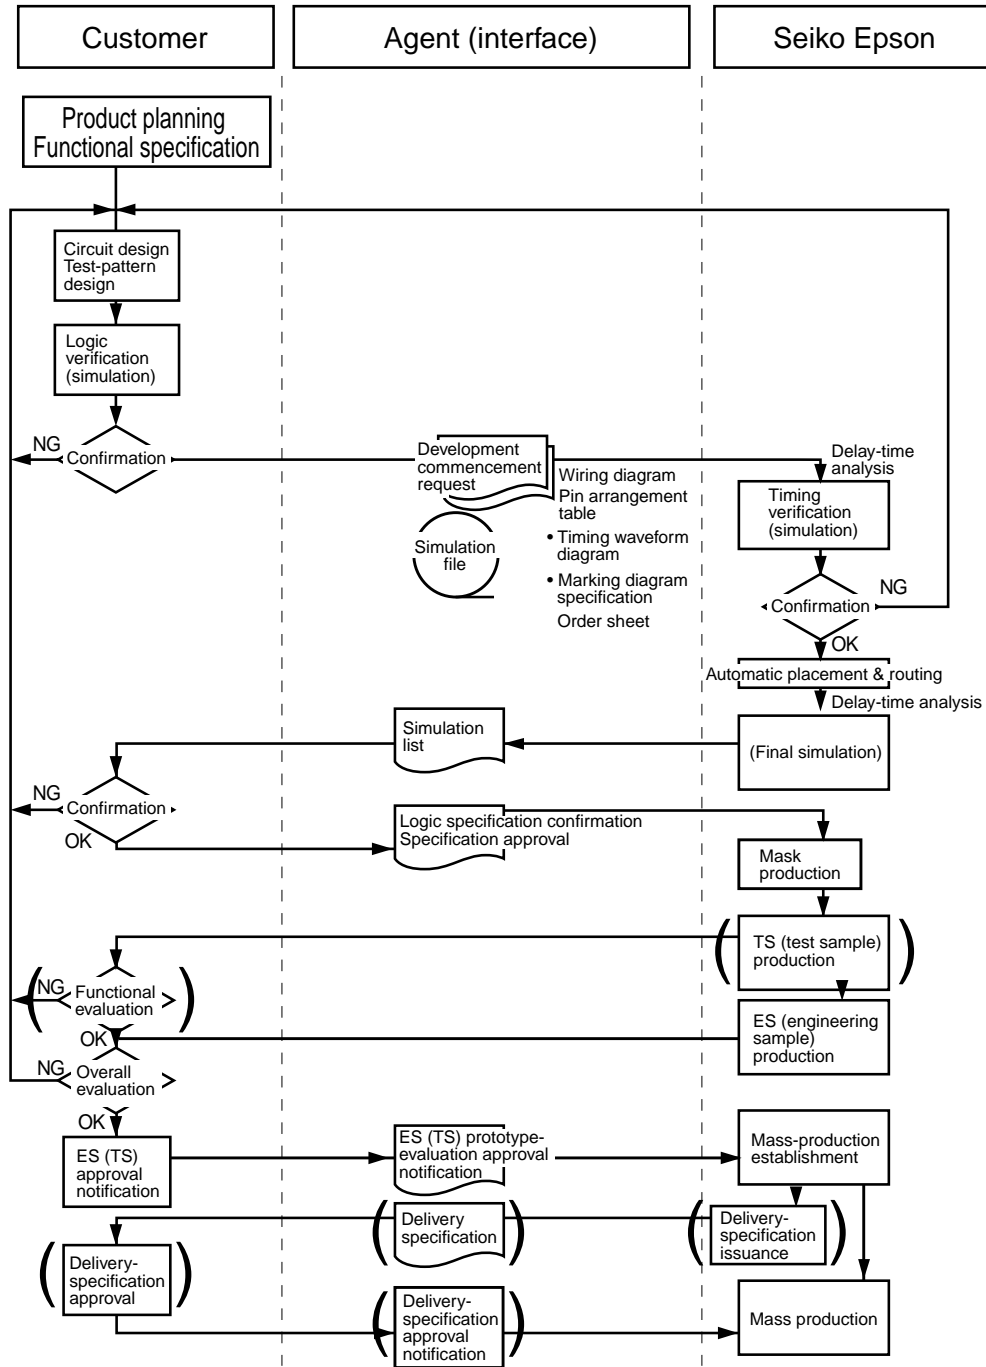 Customer
Agent (interface)
Seiko Epson
Product planning
Functional specification
Circuit design
Test-pattern
design
Logic
verification
(simulation)
NG
Confirmation
Development
commencement
request
Wiring diagram
Pin arrangement
table
• Timing waveform
diagram
• Marking diagram
specification
Order sheet
Simulation
file
Delay-time
analysis
Timing
verification
(simulation)
NG
Confirmation
OK
Automatic placement & routing
Delay-time analysis
(Final simulation)
Simulation
list
NG
Confirmation
OK
Logic specification confirmation
Specification approval
Mask
production
( TS (test sample) )
production
( NG Functional )
evaluation
OK
ES (engineering
sample)
production
NG
Overall
evaluation
OK
ES (TS)
approval
notification
ES (TS) prototype-
evaluation approval
notification
Mass-production
establishment
( Delivery- )
specification
issuance
( Delivery )
specification
( Delivery- )
specification
approval
( Delivery- )
specification
approval
notification
Mass production